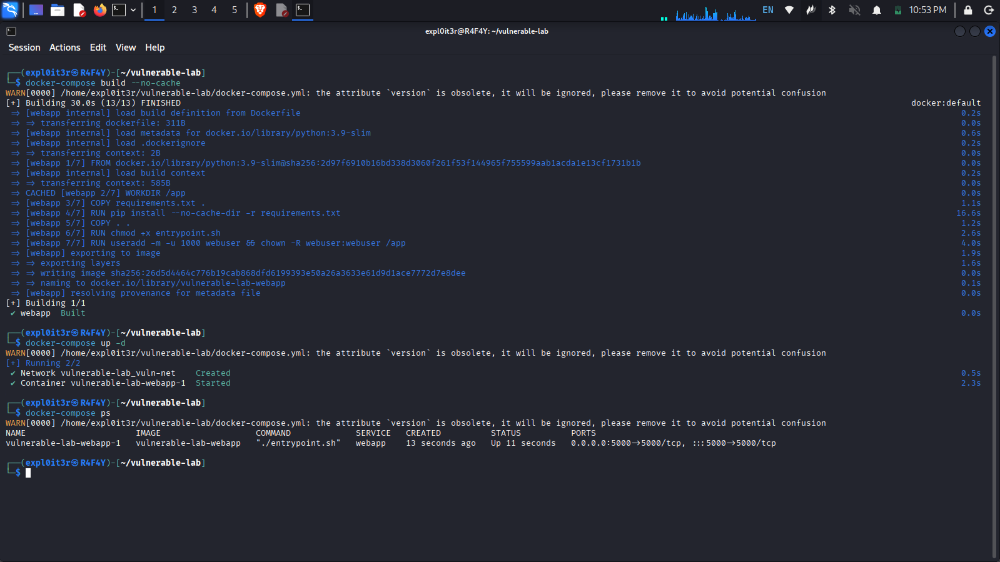 1 2 3 4 5 EN 10:53 PM
expl0it3r@R4F4Y: ~/vulnerable-lab
Session Actions Edit View Help
┌──(expl0it3r㉿R4F4Y)-[~/vulnerable-lab]
└─$ docker-compose build --no-cache
WARN[0000] /home/expl0it3r/vulnerable-lab/docker-compose.yml: the attribute `version` is obsolete, it will be ignored, please remove it to avoid potential confusion
[+] Building 30.0s (13/13) FINISHED docker:default
=> [webapp internal] load build definition from Dockerfile 0.2s
=> => transferring dockerfile: 311B 0.0s
=> [webapp internal] load metadata for docker.io/library/python:3.9-slim 0.6s
=> [webapp internal] load .dockerignore 0.2s
=> => transferring context: 2B 0.0s
=> [webapp 1/7] FROM docker.io/library/python:3.9-slim@sha256:2d97f6910b16bd338d3060f261f53f144965f755599aab1acda1e13cf1731b1b 0.0s
=> [webapp internal] load build context 0.2s
=> => transferring context: 585B 0.0s
=> CACHED [webapp 2/7] WORKDIR /app 0.0s
=> [webapp 3/7] COPY requirements.txt . 1.1s
=> [webapp 4/7] RUN pip install --no-cache-dir -r requirements.txt 16.6s
=> [webapp 5/7] COPY . . 1.2s
=> [webapp 6/7] RUN chmod +x entrypoint.sh 2.6s
=> [webapp 7/7] RUN useradd -m -u 1000 webuser && chown -R webuser:webuser /app 4.0s
=> [webapp] exporting to image 1.9s
=> => exporting layers 1.6s
=> => writing image sha256:26d5d4464c776b19cab868dfd6199393e50a26a3633e61d9d1ace7772d7e8dee 0.0s
=> => naming to docker.io/library/vulnerable-lab-webapp 0.1s
=> [webapp] resolving provenance for metadata file 0.0s
[+] Building 1/1
✔ webapp Built 0.0s
┌──(expl0it3r㉿R4F4Y)-[~/vulnerable-lab]
└─$ docker-compose up -d
WARN[0000] /home/expl0it3r/vulnerable-lab/docker-compose.yml: the attribute `version` is obsolete, it will be ignored, please remove it to avoid potential confusion
[+] Running 2/2
✔ Network vulnerable-lab_vuln-net Created 0.5s
✔ Container vulnerable-lab-webapp-1 Started 2.3s
┌──(expl0it3r㉿R4F4Y)-[~/vulnerable-lab]
└─$ docker-compose ps
WARN[0000] /home/expl0it3r/vulnerable-lab/docker-compose.yml: the attribute `version` is obsolete, it will be ignored, please remove it to avoid potential confusion
NAME IMAGE COMMAND SERVICE CREATED STATUS PORTS
vulnerable-lab-webapp-1 vulnerable-lab-webapp "./entrypoint.sh" webapp 13 seconds ago Up 11 seconds 0.0.0.0:5000->5000/tcp, :::5000->5000/tcp
┌──(expl0it3r㉿R4F4Y)-[~/vulnerable-lab]
└─$